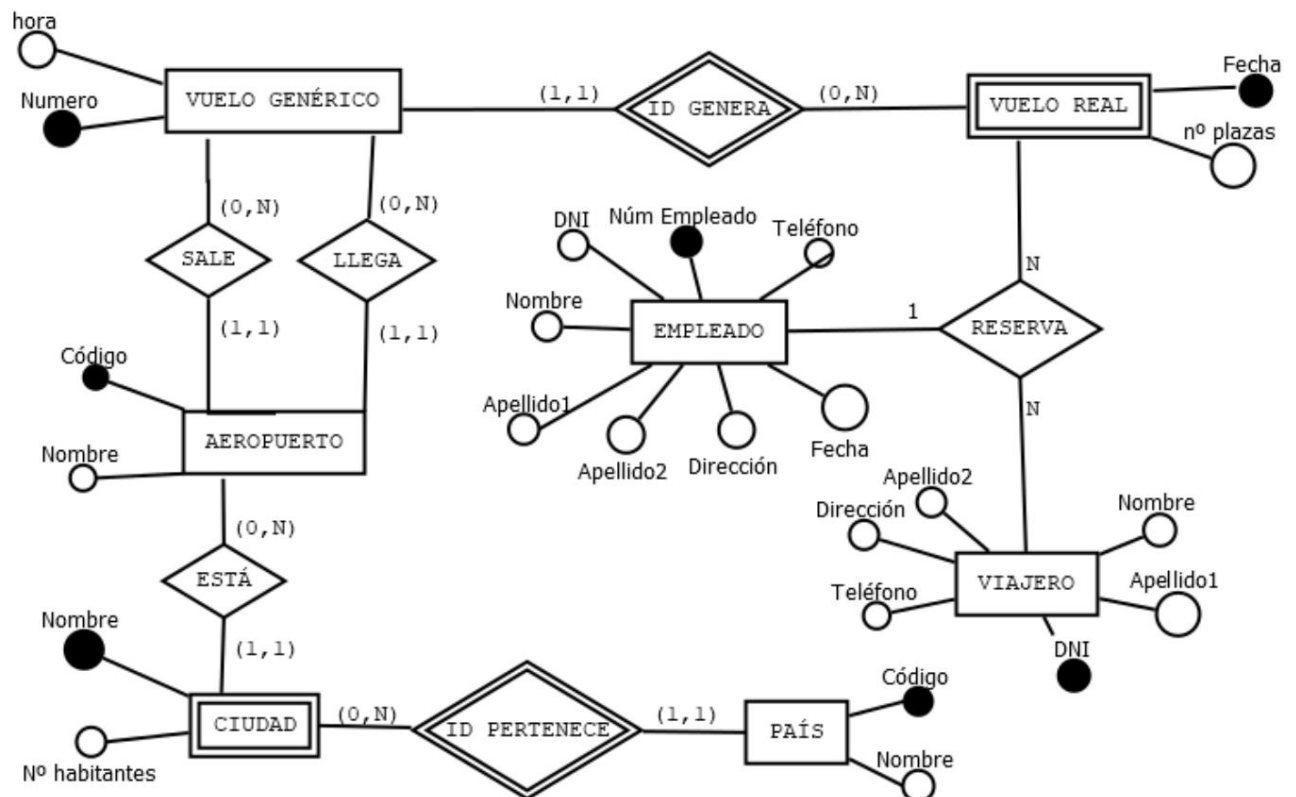 hora
Numero
VUELO GENÉRICO
(1,1)
ID GENERA
(0,N)
VUELO REAL
Fecha
nº plazas
(0,N)
(0,N)
SALE
LLEGA
(1,1)
(1,1)
DNI
Núm Empleado
Teléfono
Nombre
EMPLEADO
1
N
RESERVA
N
Apellido1
Apellido2
Dirección
Fecha
Código
AEROPUERTO
Nombre
(0,N)
ESTÁ
(1,1)
Apellido2
Dirección
Nombre
VIAJERO
Teléfono
Apellido1
DNI
Nombre
CIUDAD
Nº habitantes
(0,N)
ID PERTENECE
(1,1)
PAÍS
Código
Nombre